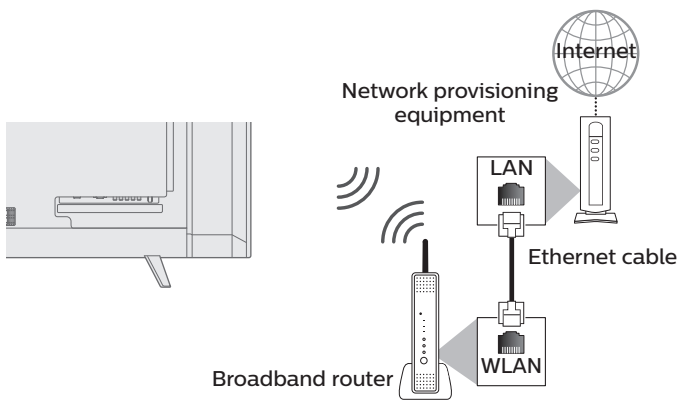 Internet
Network provisioning
equipment
LAN
Ethernet cable
WLAN
Broadband router